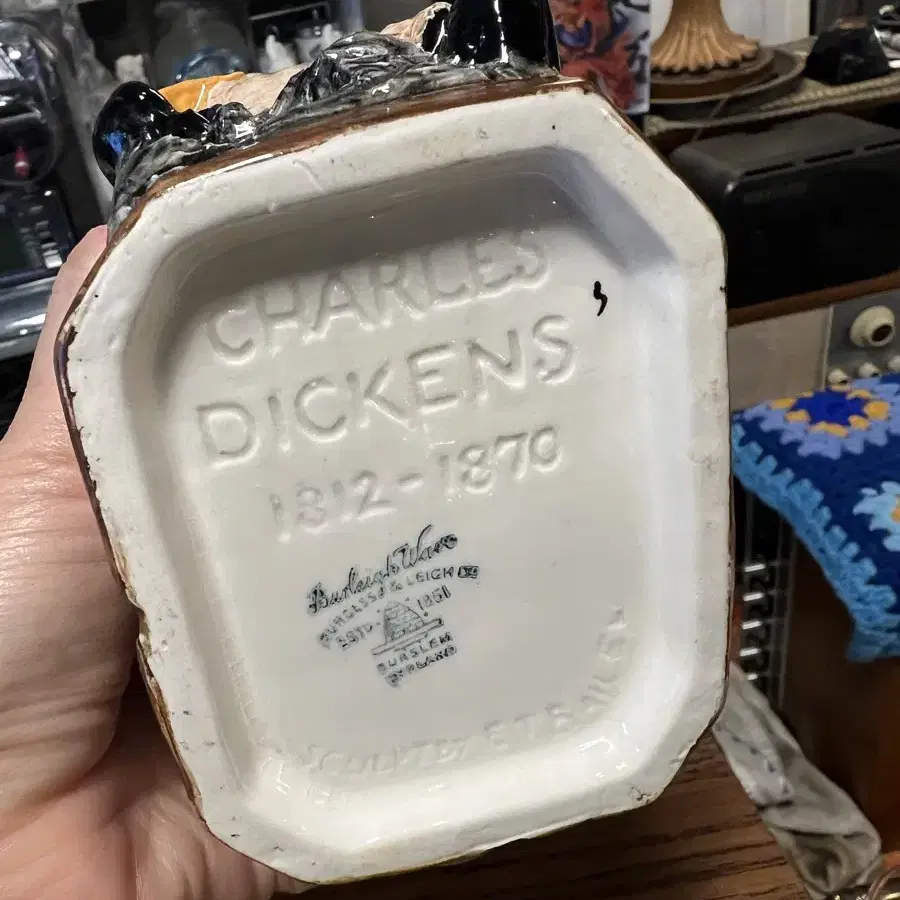 CHARLES
DICKENS
1812-1870
Burleigh Ware
BURGESS & LEIGH LTD
ESTD. 1851
BURSLEM
ENGLAND